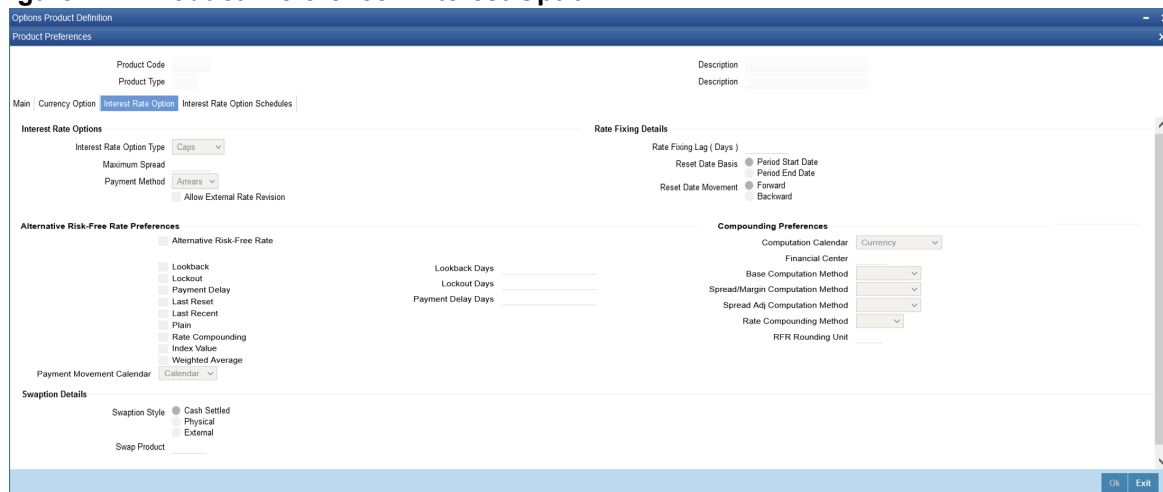 Options Product Definition
Product Preferences
Product Code
Description
Product Type
Description
Main Currency Option Interest Rate Option Interest Rate Option Schedules
Interest Rate Options
Interest Rate Option Type Caps
Maximum Spread
Payment Method Arrears
Allow External Rate Revision
Rate Fixing Details
Rate Fixing Lag ( Days )
Reset Date Basis Period Start Date
Period End Date
Reset Date Movement Forward
Backward
Alternative Risk-Free Rate Preferences
Alternative Risk-Free Rate
Lookback
Lockout
Payment Delay
Last Reset
Last Recent
Plain
Rate Compounding
Index Value
Weighted Average
Payment Movement Calendar Calendar
Lookback Days
Lockout Days
Payment Delay Days
Compounding Preferences
Computation Calendar Currency
Financial Center
Base Computation Method
Spread/Margin Computation Method
Spread Adj Computation Method
Rate Compounding Method
RFR Rounding Unit
Swaption Details
Swaption Style Cash Settled
Physical
External
Swap Product
Ok Exit